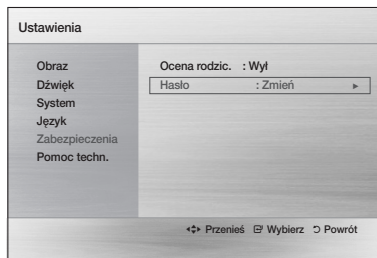 Ustawienia
Obraz
Dźwięk
System
Język
Zabezpieczenia
Pomoc techn.
Ocena rodzic. : Wył
Hasło : Zmień ►
Przenieś Wybierz Powrót